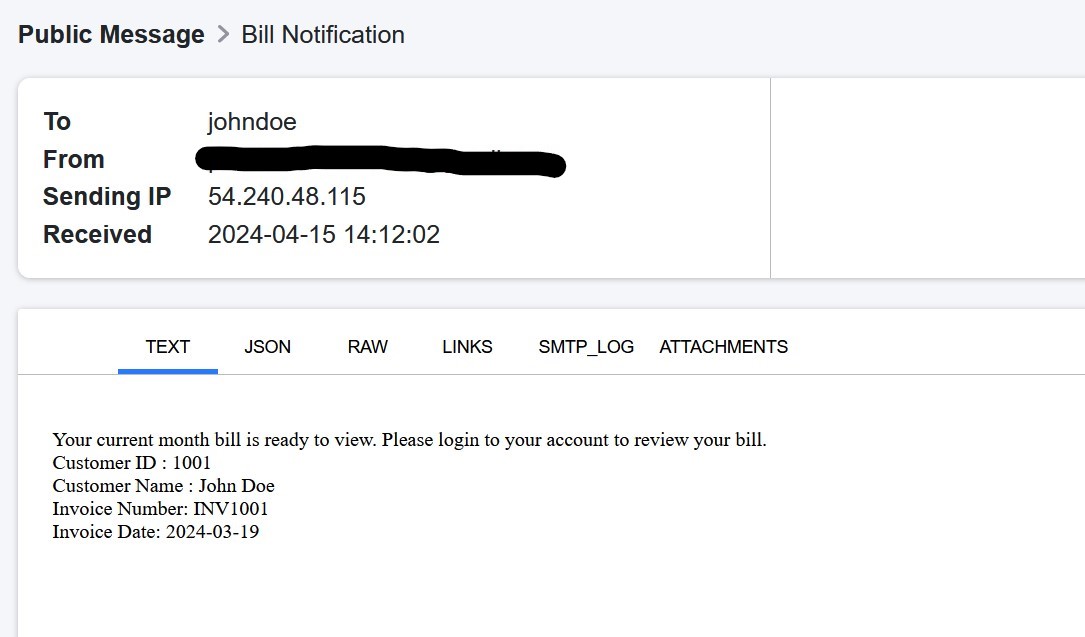 Public Message > Bill Notification
To johndoe
From
Sending IP 54.240.48.115
Received 2024-04-15 14:12:02
TEXT JSON RAW LINKS SMTP_LOG ATTACHMENTS
Your current month bill is ready to view. Please login to your account to review your bill.
Customer ID : 1001
Customer Name : John Doe
Invoice Number: INV1001
Invoice Date: 2024-03-19